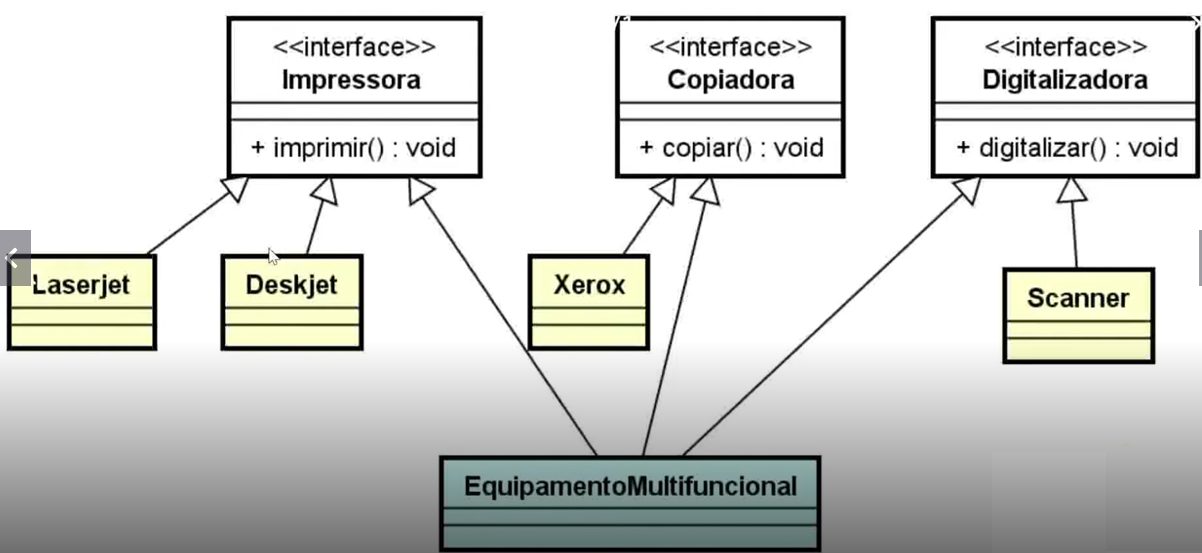 <<interface>>
Impressora
+ imprimir() : void
<<interface>>
Copiadora
+ copiar() : void
<<interface>>
Digitalizadora
+ digitalizar() : void
Laserjet
Deskjet
Xerox
Scanner
EquipamentoMultifuncional